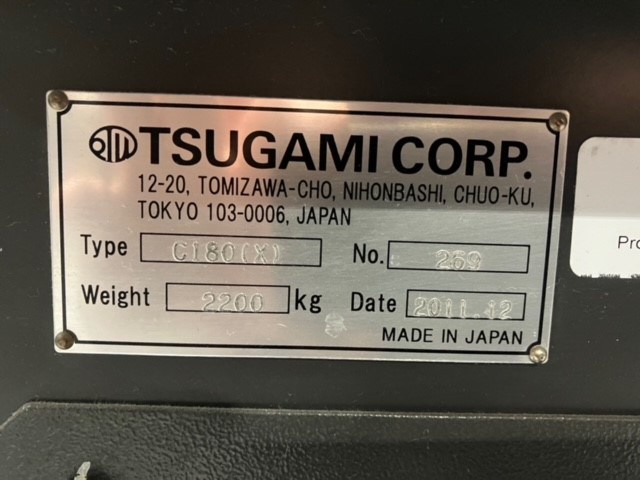 TSUGAMI CORP.
12-20, TOMIZAWA-CHO, NIHONBASHI, CHUO-KU,
TOKYO 103-0006, JAPAN
Type C180(X) No. 269
Weight 2200 kg Date 2011.12
MADE IN JAPAN